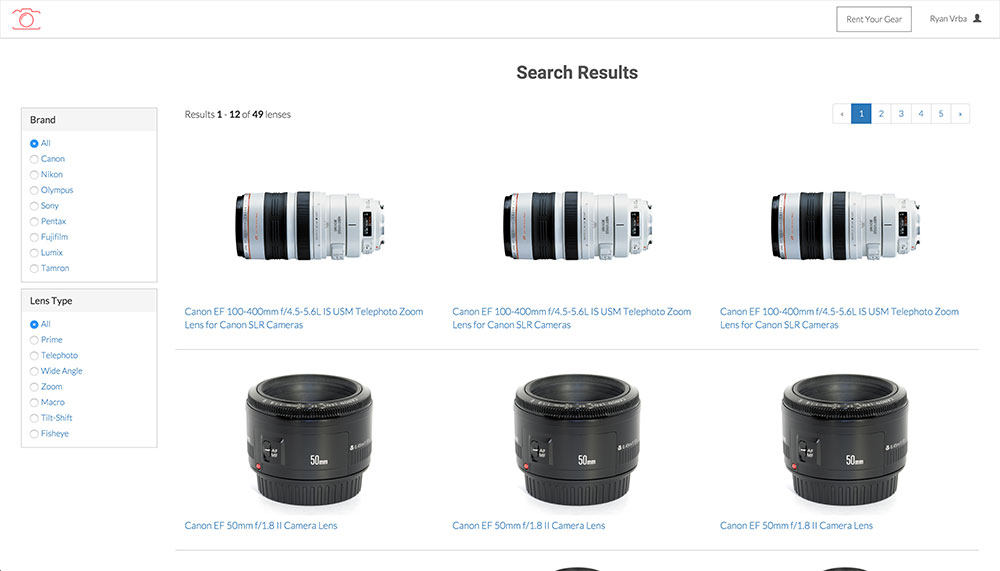 Rent Your Gear
Ryan Vrba
Search Results
Brand
All
Canon
Nikon
Olympus
Sony
Pentax
Fujifilm
Lumix
Tamron
Lens Type
All
Prime
Telephoto
Wide Angle
Zoom
Macro
Tilt-Shift
Fisheye
Results 1 - 12 of 49 lenses
« 1 2 3 4 5 »
Canon EF 100-400mm f/4.5-5.6L IS USM Telephoto Zoom
Lens for Canon SLR Cameras
Canon EF 100-400mm f/4.5-5.6L IS USM Telephoto Zoom
Lens for Canon SLR Cameras
Canon EF 100-400mm f/4.5-5.6L IS USM Telephoto Zoom
Lens for Canon SLR Cameras
AF
MF
50mm
AF
MF
50mm
AF
MF
50mm
Canon EF 50mm f/1.8 II Camera Lens
Canon EF 50mm f/1.8 II Camera Lens
Canon EF 50mm f/1.8 II Camera Lens